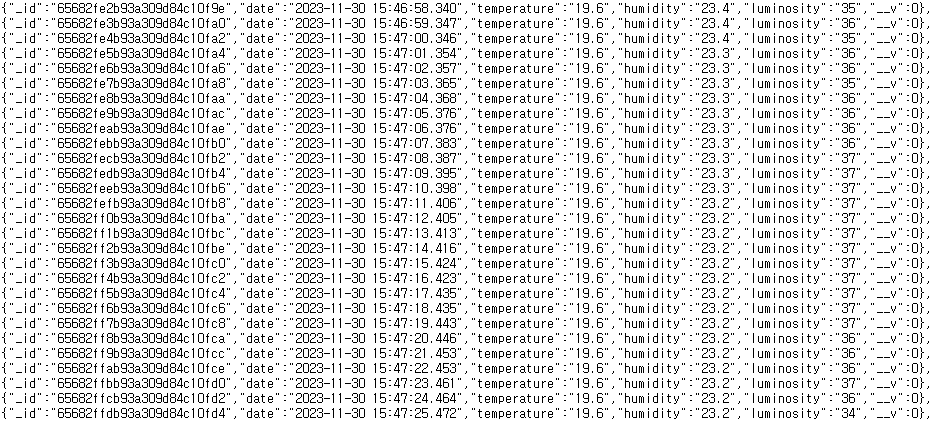 {"_id":"65682fe2b93a309d84c10f9e","date":"2023-11-30 15:46:58.340","temperature":"19.6","humidity":"23.4","luminosity":"35","__v":0},
{"_id":"65682fe3b93a309d84c10fa0","date":"2023-11-30 15:46:59.347","temperature":"19.6","humidity":"23.4","luminosity":"36","__v":0},
{"_id":"65682fe4b93a309d84c10fa2","date":"2023-11-30 15:47:00.346","temperature":"19.6","humidity":"23.4","luminosity":"35","__v":0},
{"_id":"65682fe5b93a309d84c10fa4","date":"2023-11-30 15:47:01.354","temperature":"19.6","humidity":"23.3","luminosity":"36","__v":0},
{"_id":"65682fe6b93a309d84c10fa6","date":"2023-11-30 15:47:02.357","temperature":"19.6","humidity":"23.3","luminosity":"36","__v":0},
{"_id":"65682fe7b93a309d84c10fa8","date":"2023-11-30 15:47:03.365","temperature":"19.6","humidity":"23.3","luminosity":"35","__v":0},
{"_id":"65682fe8b93a309d84c10faa","date":"2023-11-30 15:47:04.368","temperature":"19.6","humidity":"23.3","luminosity":"36","__v":0},
{"_id":"65682fe9b93a309d84c10fac","date":"2023-11-30 15:47:05.376","temperature":"19.6","humidity":"23.3","luminosity":"36","__v":0},
{"_id":"65682feab93a309d84c10fae","date":"2023-11-30 15:47:06.376","temperature":"19.6","humidity":"23.3","luminosity":"36","__v":0},
{"_id":"65682febb93a309d84c10fb0","date":"2023-11-30 15:47:07.383","temperature":"19.6","humidity":"23.3","luminosity":"36","__v":0},
{"_id":"65682fecb93a309d84c10fb2","date":"2023-11-30 15:47:08.387","temperature":"19.6","humidity":"23.3","luminosity":"37","__v":0},
{"_id":"65682fedb93a309d84c10fb4","date":"2023-11-30 15:47:09.395","temperature":"19.6","humidity":"23.3","luminosity":"37","__v":0},
{"_id":"65682feeb93a309d84c10fb6","date":"2023-11-30 15:47:10.398","temperature":"19.6","humidity":"23.3","luminosity":"37","__v":0},
{"_id":"65682fefb93a309d84c10fb8","date":"2023-11-30 15:47:11.406","temperature":"19.6","humidity":"23.2","luminosity":"37","__v":0},
{"_id":"65682ff0b93a309d84c10fba","date":"2023-11-30 15:47:12.405","temperature":"19.6","humidity":"23.2","luminosity":"37","__v":0},
{"_id":"65682ff1b93a309d84c10fbc","date":"2023-11-30 15:47:13.413","temperature":"19.6","humidity":"23.2","luminosity":"37","__v":0},
{"_id":"65682ff2b93a309d84c10fbe","date":"2023-11-30 15:47:14.416","temperature":"19.6","humidity":"23.2","luminosity":"37","__v":0},
{"_id":"65682ff3b93a309d84c10fc0","date":"2023-11-30 15:47:15.424","temperature":"19.6","humidity":"23.2","luminosity":"37","__v":0},
{"_id":"65682ff4b93a309d84c10fc2","date":"2023-11-30 15:47:16.423","temperature":"19.6","humidity":"23.2","luminosity":"37","__v":0},
{"_id":"65682ff5b93a309d84c10fc4","date":"2023-11-30 15:47:17.435","temperature":"19.6","humidity":"23.2","luminosity":"37","__v":0},
{"_id":"65682ff6b93a309d84c10fc6","date":"2023-11-30 15:47:18.435","temperature":"19.6","humidity":"23.2","luminosity":"37","__v":0},
{"_id":"65682ff7b93a309d84c10fc8","date":"2023-11-30 15:47:19.443","temperature":"19.6","humidity":"23.2","luminosity":"37","__v":0},
{"_id":"65682ff8b93a309d84c10fca","date":"2023-11-30 15:47:20.446","temperature":"19.6","humidity":"23.2","luminosity":"36","__v":0},
{"_id":"65682ff9b93a309d84c10fcc","date":"2023-11-30 15:47:21.453","temperature":"19.6","humidity":"23.2","luminosity":"36","__v":0},
{"_id":"65682ffab93a309d84c10fce","date":"2023-11-30 15:47:22.453","temperature":"19.6","humidity":"23.2","luminosity":"36","__v":0},
{"_id":"65682ffbb93a309d84c10fd0","date":"2023-11-30 15:47:23.461","temperature":"19.6","humidity":"23.2","luminosity":"37","__v":0},
{"_id":"65682ffcb93a309d84c10fd2","date":"2023-11-30 15:47:24.464","temperature":"19.6","humidity":"23.2","luminosity":"36","__v":0},
{"_id":"65682ffdb93a309d84c10fd4","date":"2023-11-30 15:47:25.472","temperature":"19.6","humidity":"23.2","luminosity":"34","__v":0},